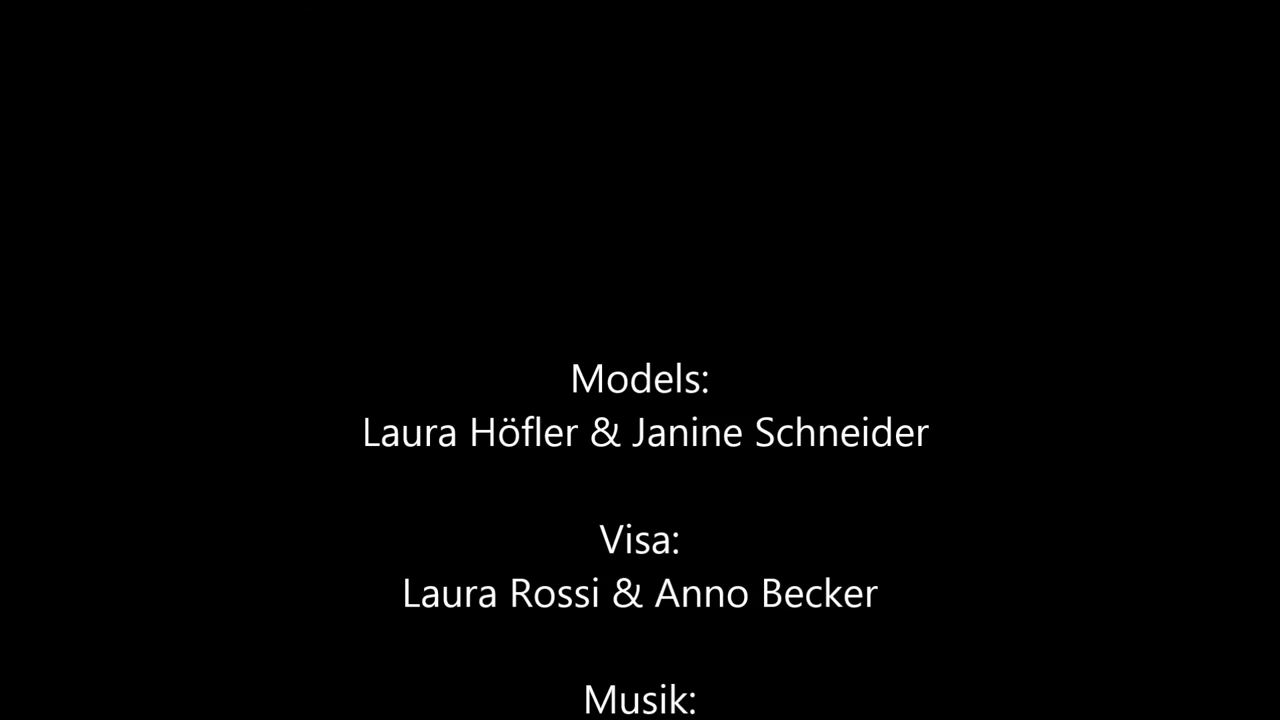 Models:
Laura Höfler & Janine Schneider
Visa:
Laura Rossi & Anno Becker
Musik: